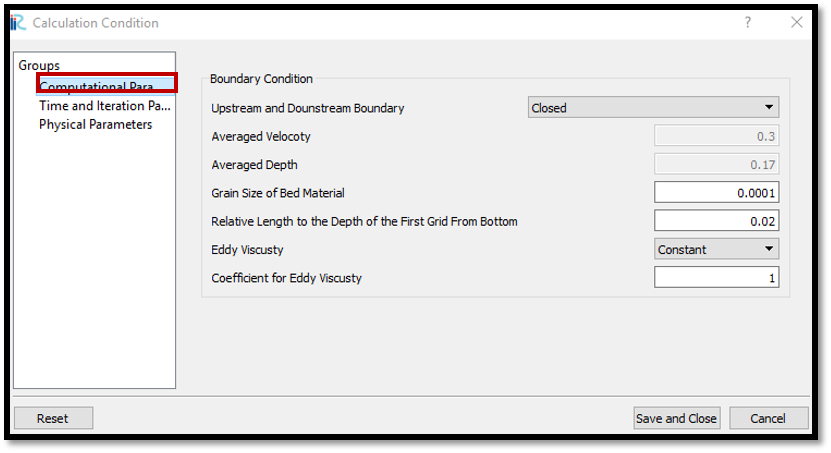 Calculation Condition
?
Groups
Computational Para...
Time and Iteration Pa...
Physical Parameters
Boundary Condition
Upstream and Dounstream Boundary Closed
Averaged Velocoty 0.3
Averaged Depth 0.17
Grain Size of Bed Material 0.0001
Relative Length to the Depth of the First Grid From Bottom 0.02
Eddy Viscusty Constant
Coefficient for Eddy Viscusty 1
Reset Save and Close Cancel